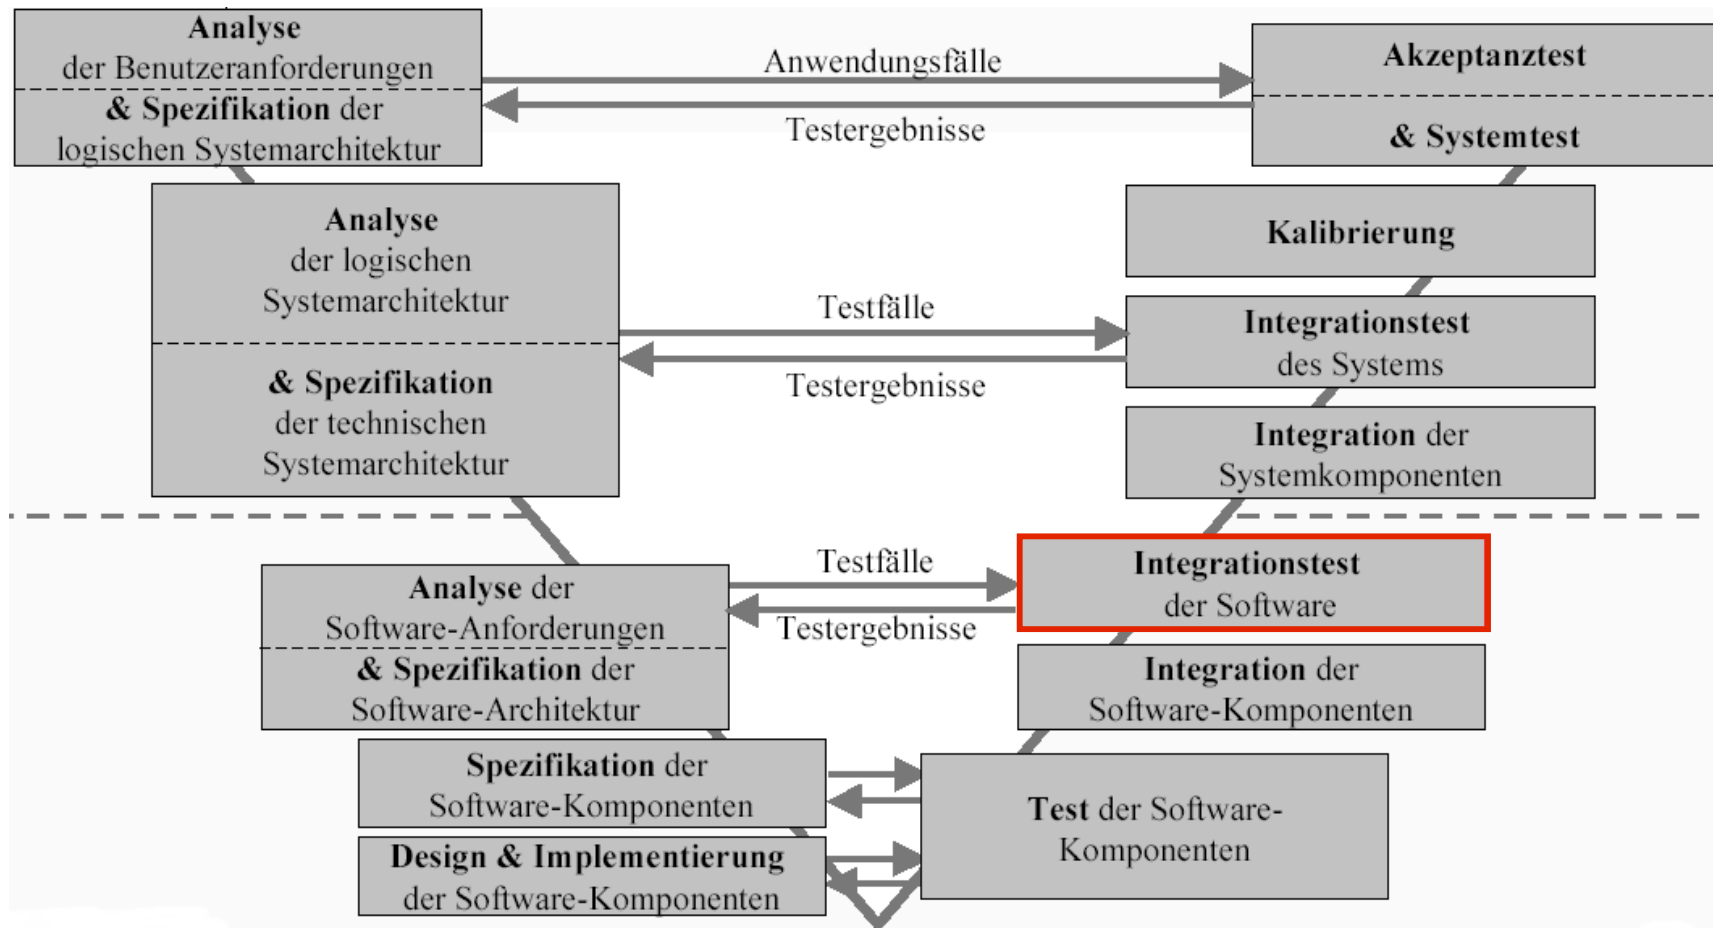 Analyse
der Benutzeranforderungen
& Spezifikation der
logischen Systemarchitektur
Anwendungsfälle
Testergebnisse
Akzeptanztest
& Systemtest
Analyse
der logischen
Systemarchitektur
& Spezifikation
der technischen
Systemarchitektur
Testfälle
Testergebnisse
Kalibrierung
Integrationstest
des Systems
Integration der
Systemkomponenten
Analyse der
Software-Anforderungen
& Spezifikation der
Software-Architektur
Testfälle
Testergebnisse
Integrationstest
der Software
Integration der
Software-Komponenten
Spezifikation der
Software-Komponenten
Design & Implementierung
der Software-Komponenten
Test der Software-
Komponenten